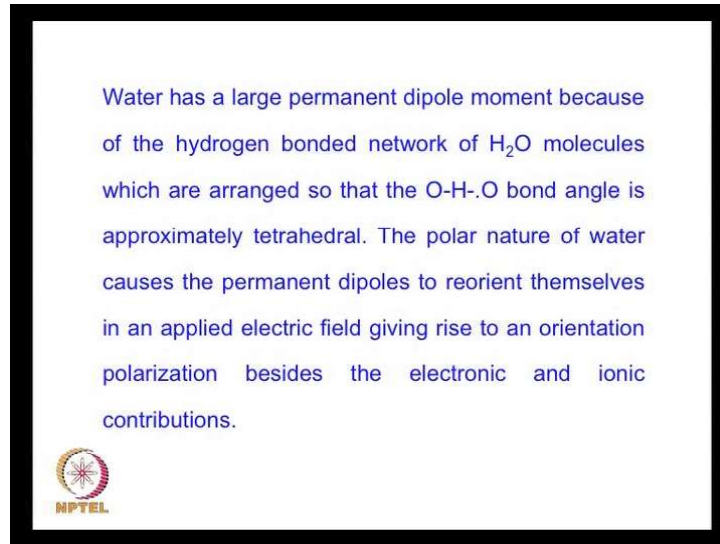 Water has a large permanent dipole moment because
of the hydrogen bonded network of H₂O molecules
which are arranged so that the O-H-.O bond angle is
approximately tetrahedral. The polar nature of water
causes the permanent dipoles to reorient themselves
in an applied electric field giving rise to an orientation
polarization besides the electronic and ionic
contributions.
NPTEL